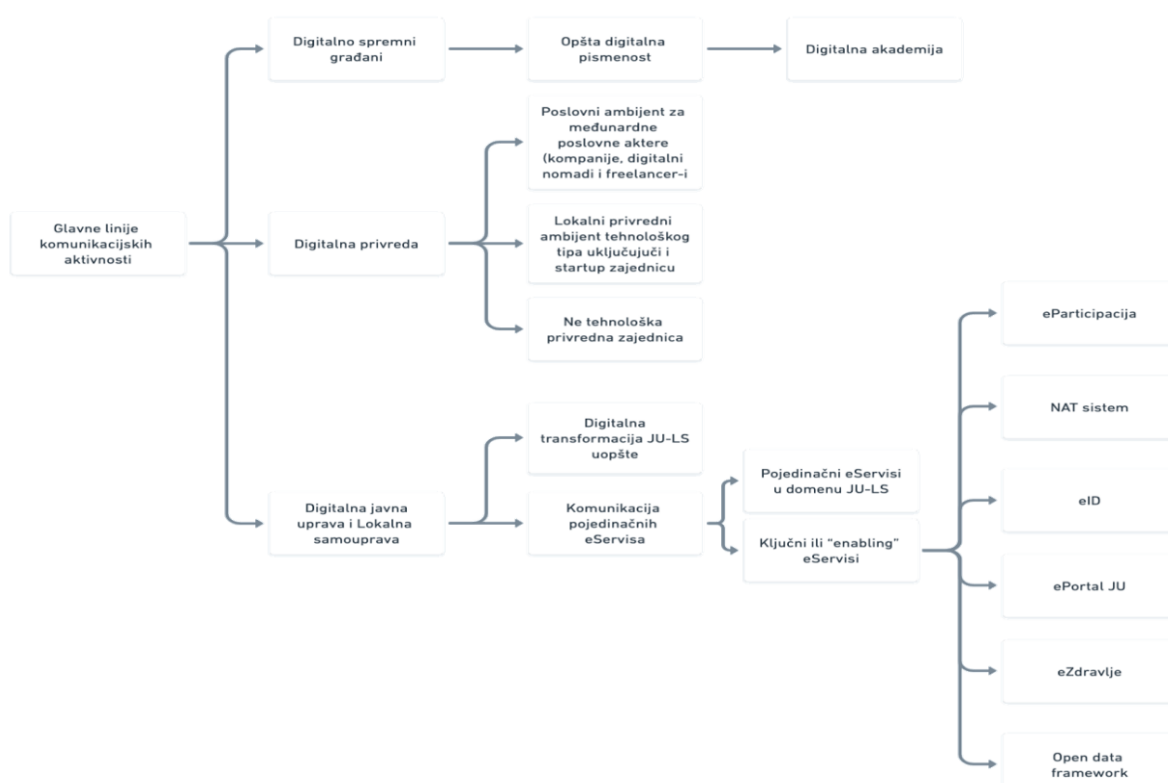 Digitalno spremni
građani
Opšta digitalna
pismenost
Digitalna akademija
Poslovni ambijent za
međunardne
poslovne aktere
(kompanije, digitalni
nomadi i freelancer-i
Glavne linije
komunikacijskih
aktivnosti
Digitalna privreda
Lokalni privredni
ambijent tehnološkog
tipa uključujuči i
startup zajednicu
Ne tehnološka
privredna zajednica
Digitalna javna
uprava i Lokalna
samouprava
Digitalna
transformacija JU-LS
uopšte
Komunikacija
pojedinačnih
eServisa
Pojedinačni eServisi
u domenu JU-LS
Ključni ili "enabling"
eServisi
eParticipacija
NAT sistem
eID
ePortal JU
eZdravlje
Open data
framework